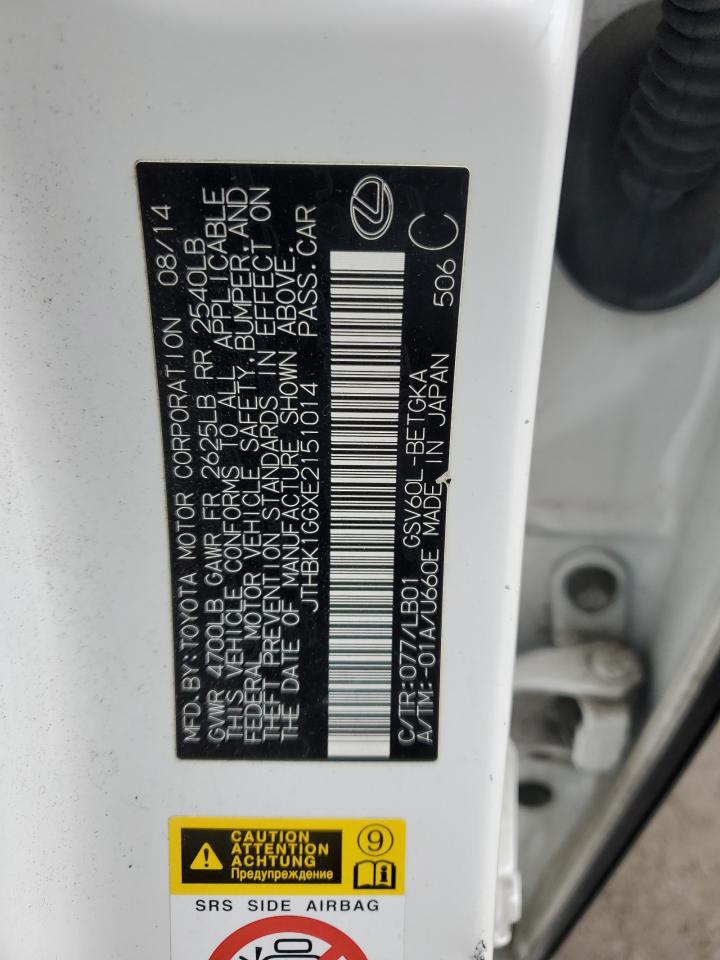 MFD.BY:TOYOTA MOTOR CORPORATION 08/14
GVWR 4700LB GAWR FR 2625LB RR 2540LB
THIS VEHICLE CONFORMS TO ALL APPLICABLE
FEDERAL MOTOR VEHICLE SAFETY,BUMPER,AND
THEFT PREVENTION STANDARDS IN EFFECT ON
THE DATE OF MANUFACTURE SHOWN ABOVE.
JTHBK1GGXE2151014 PASS.CAR
C/TR:077/LB01 GSV60L-BETGKA
A/TM:-01A/U660E MADE IN JAPAN 506 C
CAUTION
ATTENTION
ACHTUNG
Предупреждение
9
SRS SIDE AIRBAG